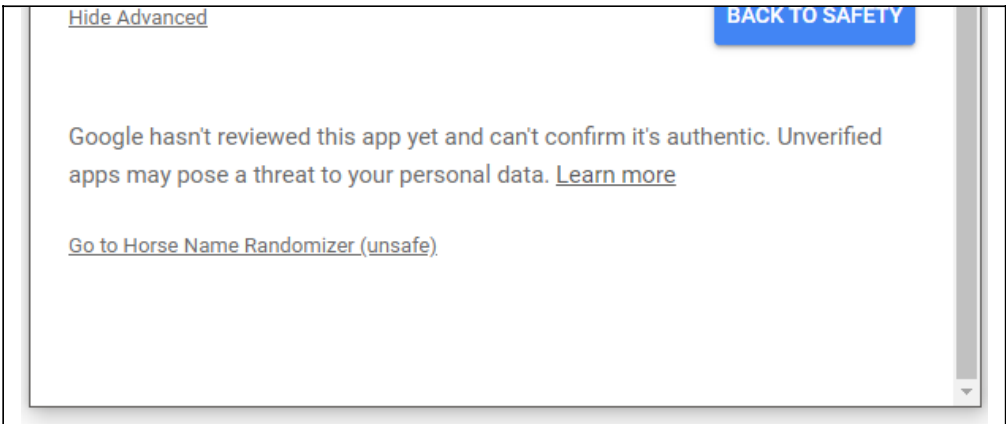 Hide Advanced
BACK TO SAFETY
Google hasn't reviewed this app yet and can't confirm it's authentic. Unverified
apps may pose a threat to your personal data. Learn more
Go to Horse Name Randomizer (unsafe)